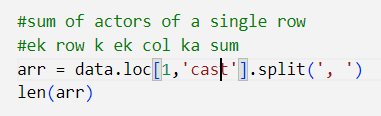 #sum of actors of a single row
#ek row k ek col ka sum
arr = data.loc[1,'cast'].split(', ')
len(arr)